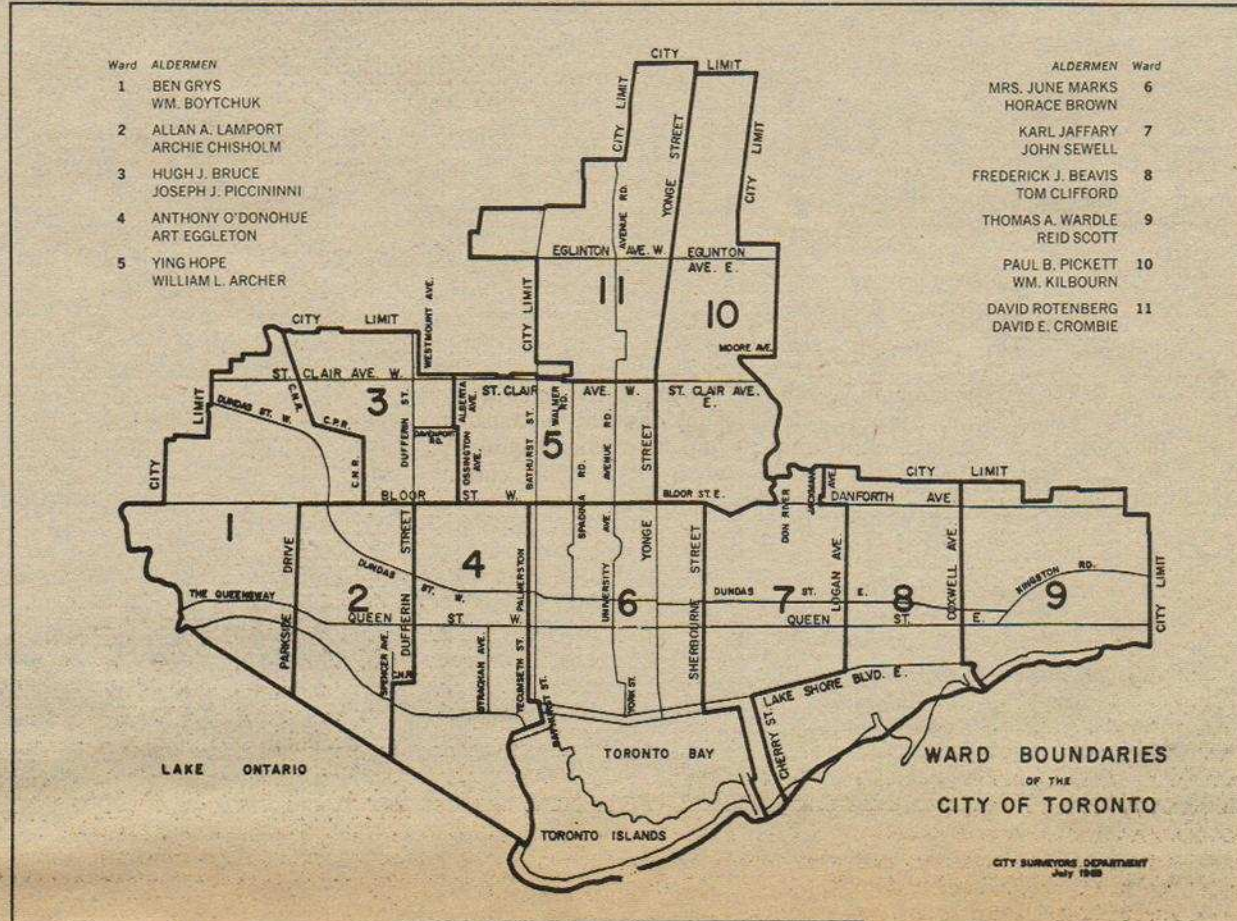 Ward ALDERMEN
1 BEN GRYS
WM. BOYTCHUK
2 ALLAN A. LAMPORT
ARCHIE CHISHOLM
3 HUGH J. BRUCE
JOSEPH J. PICCININNI
4 ANTHONY O'DONOHUE
ART EGGLETON
5 YING HOPE
WILLIAM L. ARCHER
ALDERMEN Ward
MRS. JUNE MARKS 6
HORACE BROWN
KARL JAFFARY 7
JOHN SEWELL
FREDERICK J. BEAVIS 8
TOM CLIFFORD
THOMAS A. WARDLE 9
REID SCOTT
PAUL B. PICKETT 10
WM. KILBOURN
DAVID ROTENBERG 11
DAVID E. CROMBIE
CITY LIMIT
CITY LIMIT
CITY LIMIT
YONGE STREET
AVENUE RD.
EGLINTON AVE. W.
EGLINTON
AVE. E.
11
10
MOORE AVE.
CITY LIMIT
WESTMOUNT AVE.
CITY LIMIT
ST. CLAIR AVE. W.
ST. CLAIR AVE. W.
ST. CLAIR AVE.
E.
CITY LIMIT
DUNDAS ST. W.
C.N.R.
C.P.R.
C.N.R.
3
DUFFERIN ST.
DAVENPORT
RD.
ALBERTA
AVE.
OSSINGTON
AVE.
BATHURST ST.
WALMER
RD.
5
SPADINA RD.
AVENUE RD.
YONGE STREET
BLOOR ST. W.
BLOOR ST. E.
DON RIVER
JACKMAN
AVE.
CITY LIMIT
DANFORTH AVE
1
PARKSIDE DRIVE
THE QUEENSWAY
2
DUNDAS
ST. W.
QUEEN ST. W.
DUFFERIN STREET
4
PALMERSTON
SPENCER AVE.
C.N.R.
STRACHAN AVE.
TECUMSETH ST.
BATHURST ST.
UNIVERSITY AVE
6
YORK ST.
SHERBOURNE STREET
DUNDAS ST. E.
7
QUEEN ST. E.
LOGAN AVE
8
COXWELL AVE
KINGSTON RD.
9
CITY LIMIT
LAKE SHORE BLVD. E.
CHERRY ST.
LAKE ONTARIO
TORONTO BAY
TORONTO ISLANDS
WARD BOUNDARIES
OF THE
CITY OF TORONTO
CITY SURVEYORS DEPARTMENT
July